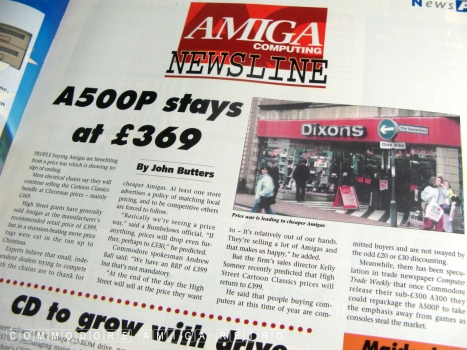 News
AMIGA
COMPUTING
NEWSLINE
A500P stays
at £369
By John Butters
PEOPLE buying Amigas are benefiting
from a price war which is showing no
sign of ending.
Most electrical chains say they will
continue selling the Cartoon Classics
bundle at Christmas prices – mainly
High Street giants have generally
sold Amigas at the manufacturer's
recommended retail price of £399,
but in a morning-beating move price
tags were cut in the run up to
Christmas.
Experts believe that small, inde-
pendent dealers trying to compete
with the chains are to thank for
cheaper Amigas. At least one store
advertises a policy of matching local
pricing, and to be competitive others
are forced to follow.
"Basically we're seeing a price
war," said a Rumbelows official. "If
anything, prices will drop even fur-
ther, perhaps to £330," he predicted.
Commodore spokesman Andrew
Ball said: "We have an RRP of £399
but that's not mandatory.
"At the end of the day the High
Street will sell at the price they want
Dixons
One Way
Price war is leading to cheaper Amigas
to– it's relatively out of our hands.
They're selling a lot of Amigas and
that makes us happy," he added.
But the firm's sales director Kelly
Sumner recently predicted that High
Street Cartoon Classics prices will
return to £399.
He said that people buying com-
puters at this time of year are com-
mitted buyers and are not swayed by
the odd £20 or £30 discounting.
Meanwhile, there has been specu-
lation in trade newspaper Computer
Trade Weekly that once Commodore
release their sub-£300 A300 they
could repackage the A500P to take
the emphasis away from games as
consoles steal the market.
CD to grow with drive
COMMODORE AMIGA RETRO